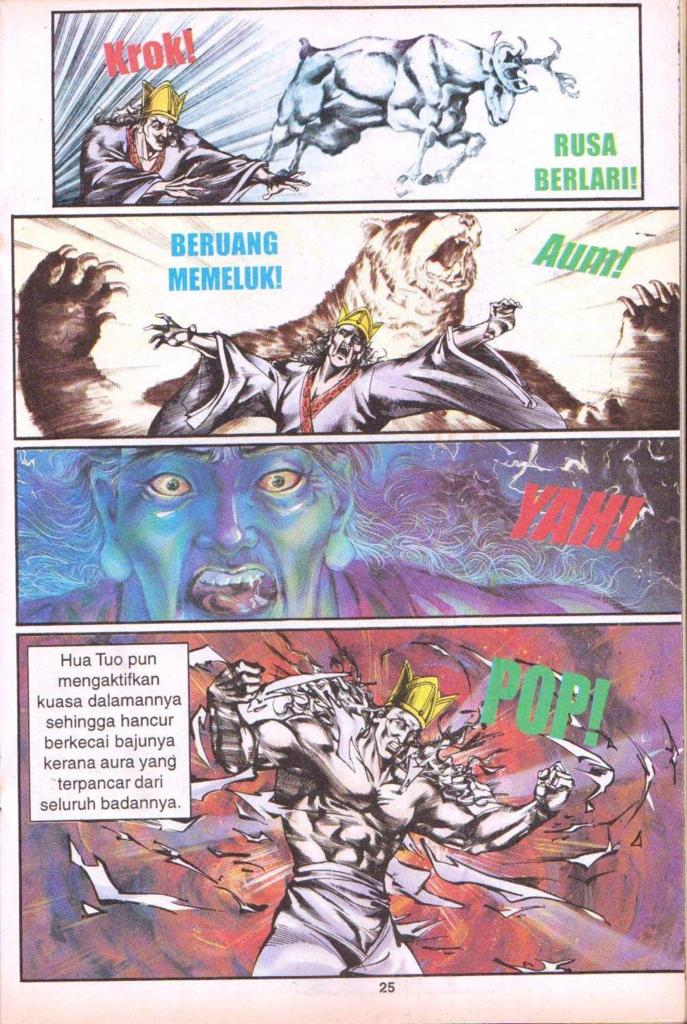 Krok!
RUSA
BERLARI!
BERUANG
MEMELUK!
Aum!
YAH!
Hua Tuo pun
mengaktifkan
kuasa dalamannya
sehingga hancur
berkecai bajunya
kerana aura yang
terpancar dari
seluruh badannya.
POP!
25